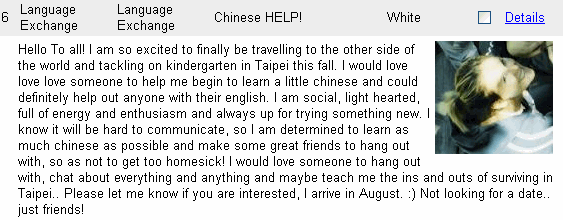 6 Language Exchange Language Exchange Chinese HELP! White Details
Hello To all! I am so excited to finally be travelling to the other side of
the world and tackling on kindergarten in Taipei this fall. I would love
love love someone to help me begin to learn a little chinese and could
definitely help out anyone with their english. I am social, light hearted,
full of energy and enthusiasm and always up for trying something new. I
know it will be hard to communicate, so I am determined to learn as
much chinese as possible and make some great friends to hang out
with, so as not to get too homesick! I would love someone to hang out
with, chat about everything and anything and maybe teach me the ins and outs of surviving in
Taipei.. Please let me know if you are interested, I arrive in August. :) Not looking for a date..
just friends!